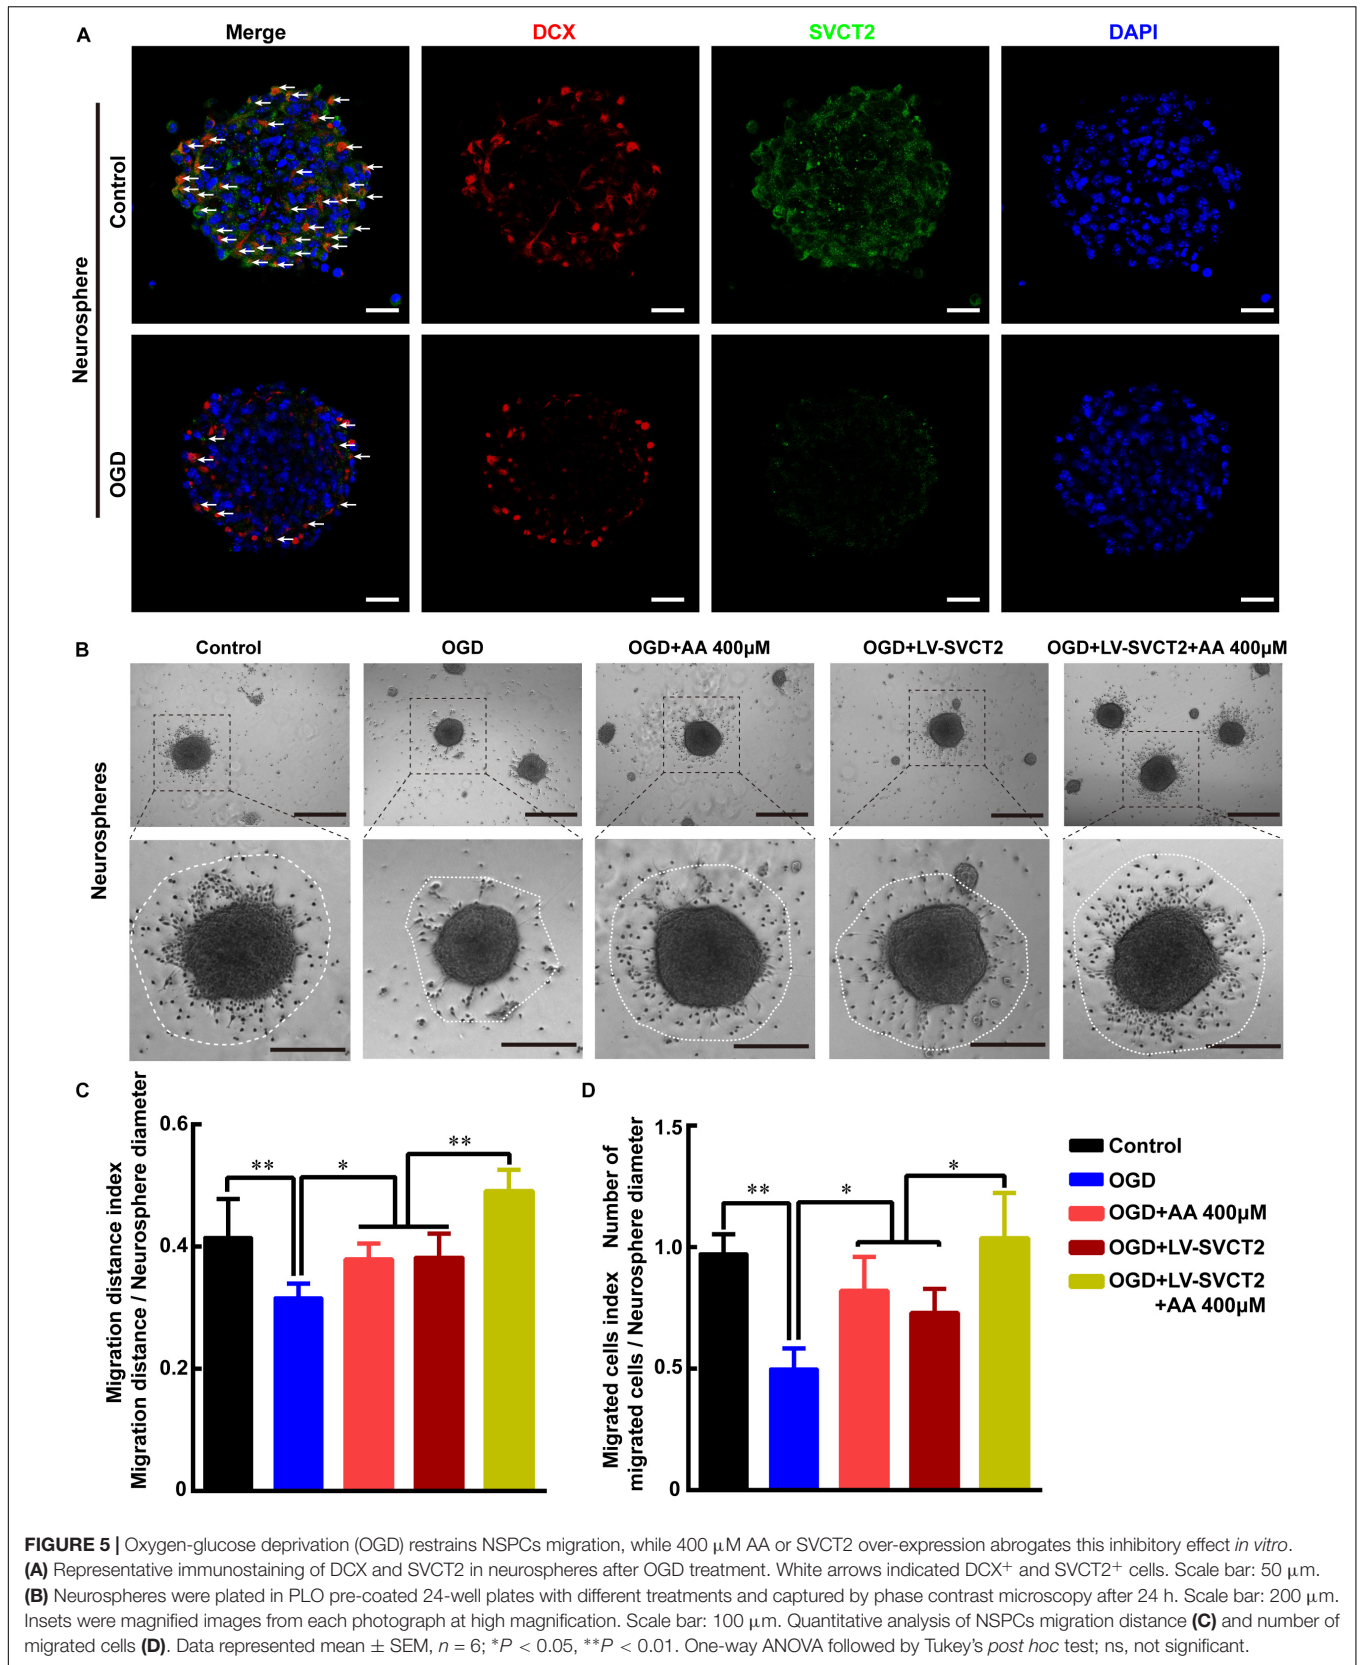 A
Merge
DCX
SVCT2
DAPI
Neurosphere
Control
OGD
B
Control
OGD
OGD+AA 400μM
OGD+LV-SVCT2
OGD+LV-SVCT2+AA 400μM
Neurospheres
C
Migration distance index
Migration distance / Neurosphere diameter
0.6
0.4
0.2
0
**
*
**
D
Migrated cells index Number of
migrated cells / Neurosphere diameter
1.5
1.0
0.5
0
**
*
*
Control
OGD
OGD+AA 400μM
OGD+LV-SVCT2
OGD+LV-SVCT2
+AA 400μM
FIGURE 5 | Oxygen-glucose deprivation (OGD) restrains NSPCs migration, while 400 μM AA or SVCT2 over-expression abrogates this inhibitory effect in vitro.
(A) Representative immunostaining of DCX and SVCT2 in neurospheres after OGD treatment. White arrows indicated DCX⁺ and SVCT2⁺ cells. Scale bar: 50 μm.
(B) Neurospheres were plated in PLO pre-coated 24-well plates with different treatments and captured by phase contrast microscopy after 24 h. Scale bar: 200 μm.
Insets were magnified images from each photograph at high magnification. Scale bar: 100 μm. Quantitative analysis of NSPCs migration distance (C) and number of
migrated cells (D). Data represented mean ± SEM, n = 6; *P < 0.05, **P < 0.01. One-way ANOVA followed by Tukey's post hoc test; ns, not significant.